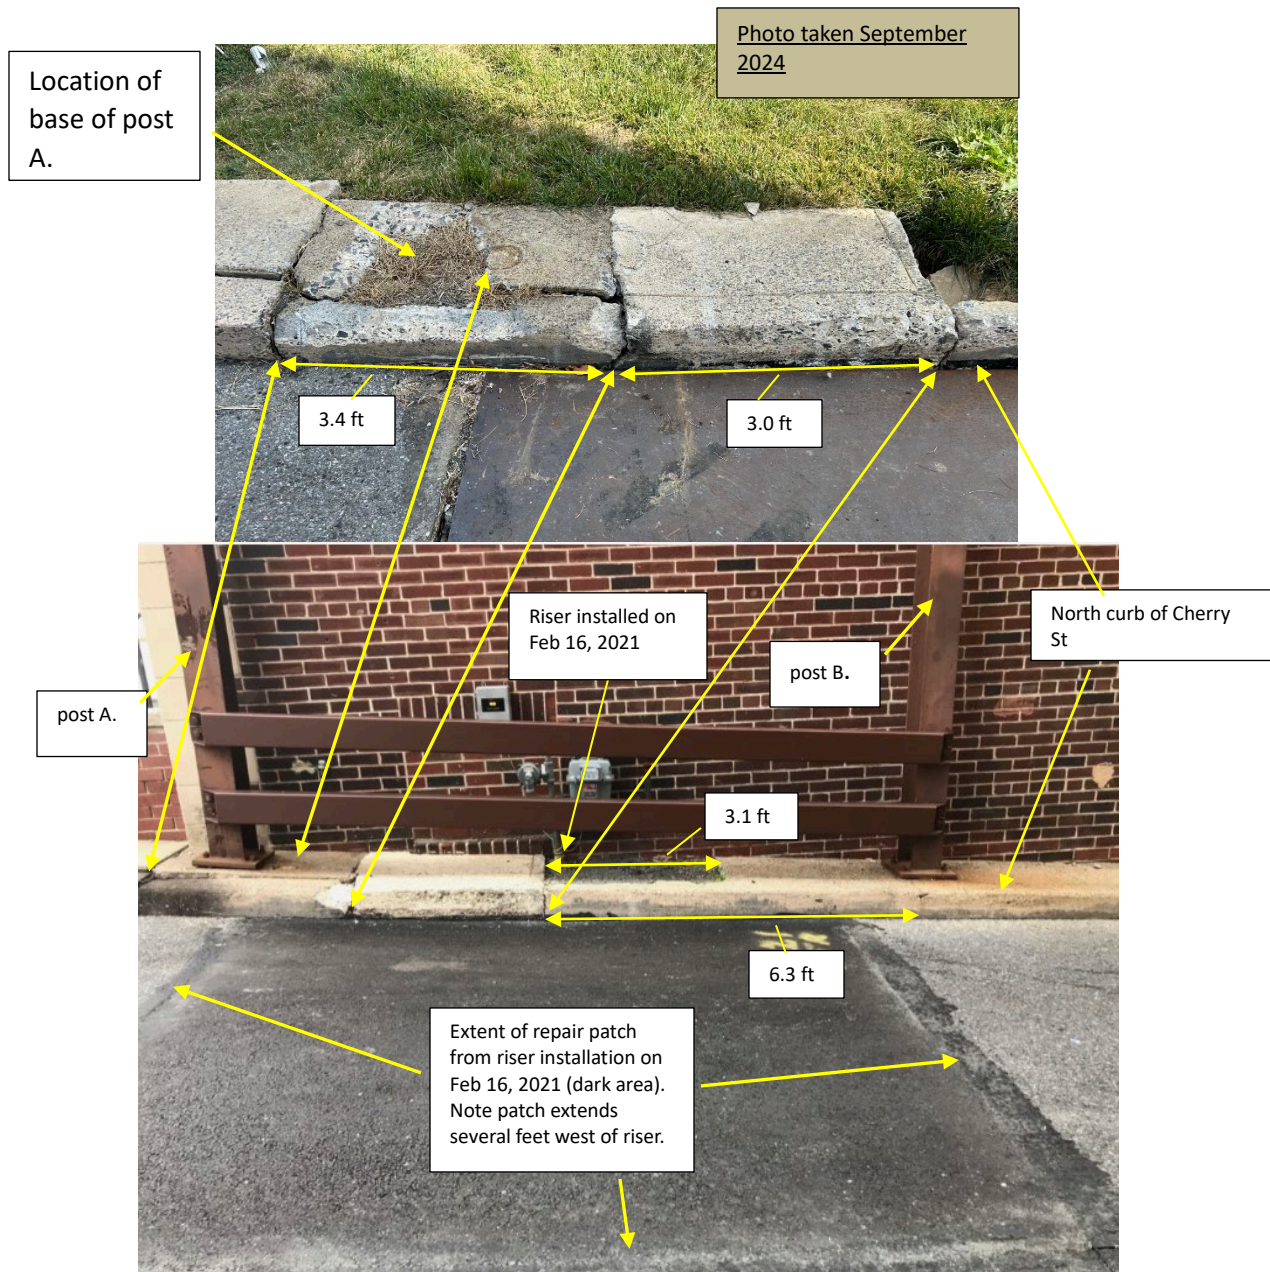 Photo taken September
2024
Location of
base of post
A.
3.4 ft
3.0 ft
Riser installed on
Feb 16, 2021
North curb of Cherry
St
post B.
post A.
3.1 ft
6.3 ft
Extent of repair patch
from riser installation on
Feb 16, 2021 (dark area).
Note patch extends
several feet west of riser.